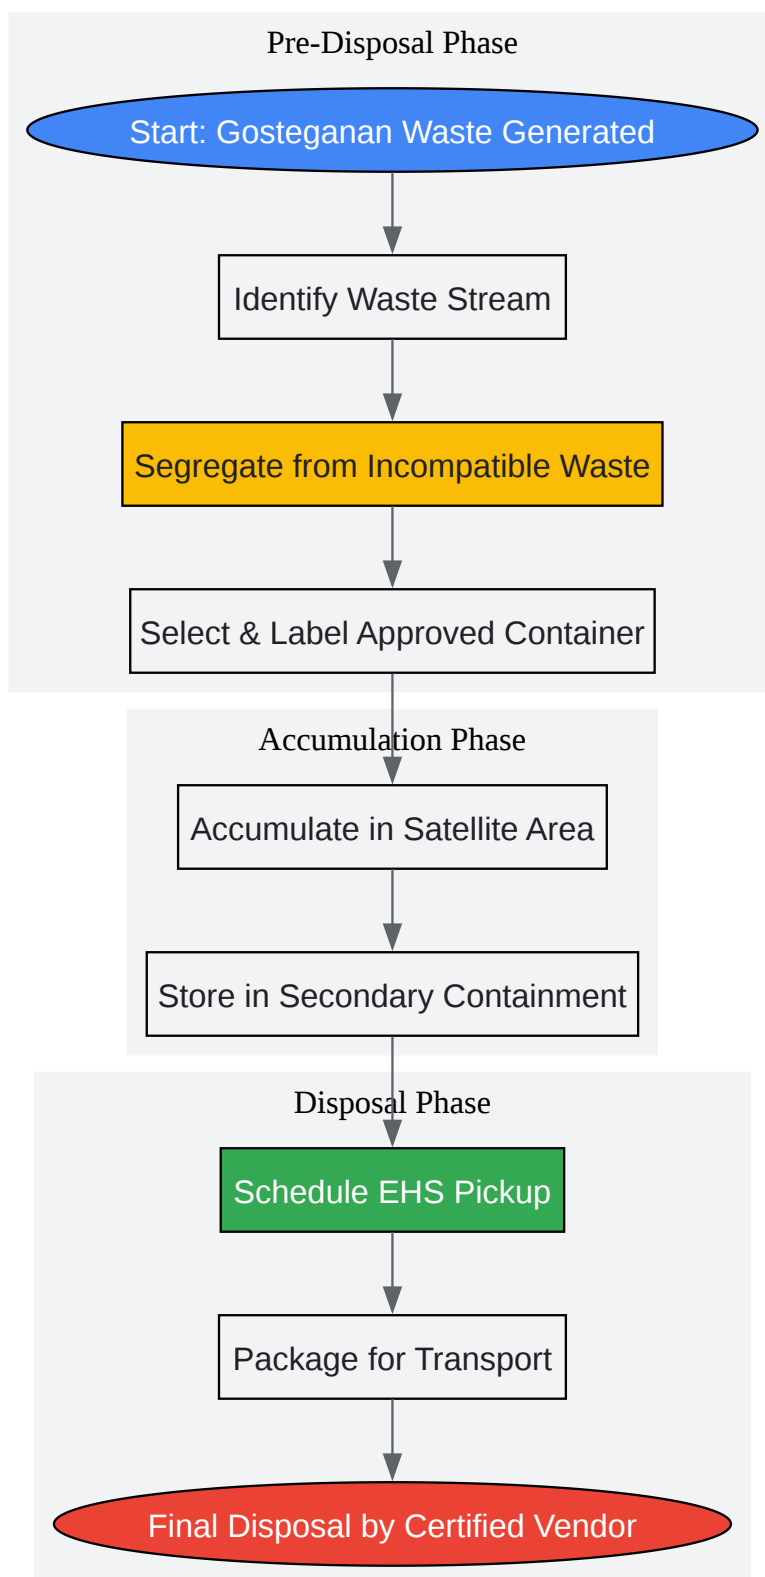 Pre-Disposal Phase
Start: Gosteganan Waste Generated
Identify Waste Stream
Segregate from Incompatible Waste
Select & Label Approved Container
Accumulation Phase
Accumulate in Satellite Area
Store in Secondary Containment
Disposal Phase
Schedule EHS Pickup
Package for Transport
Final Disposal by Certified Vendor